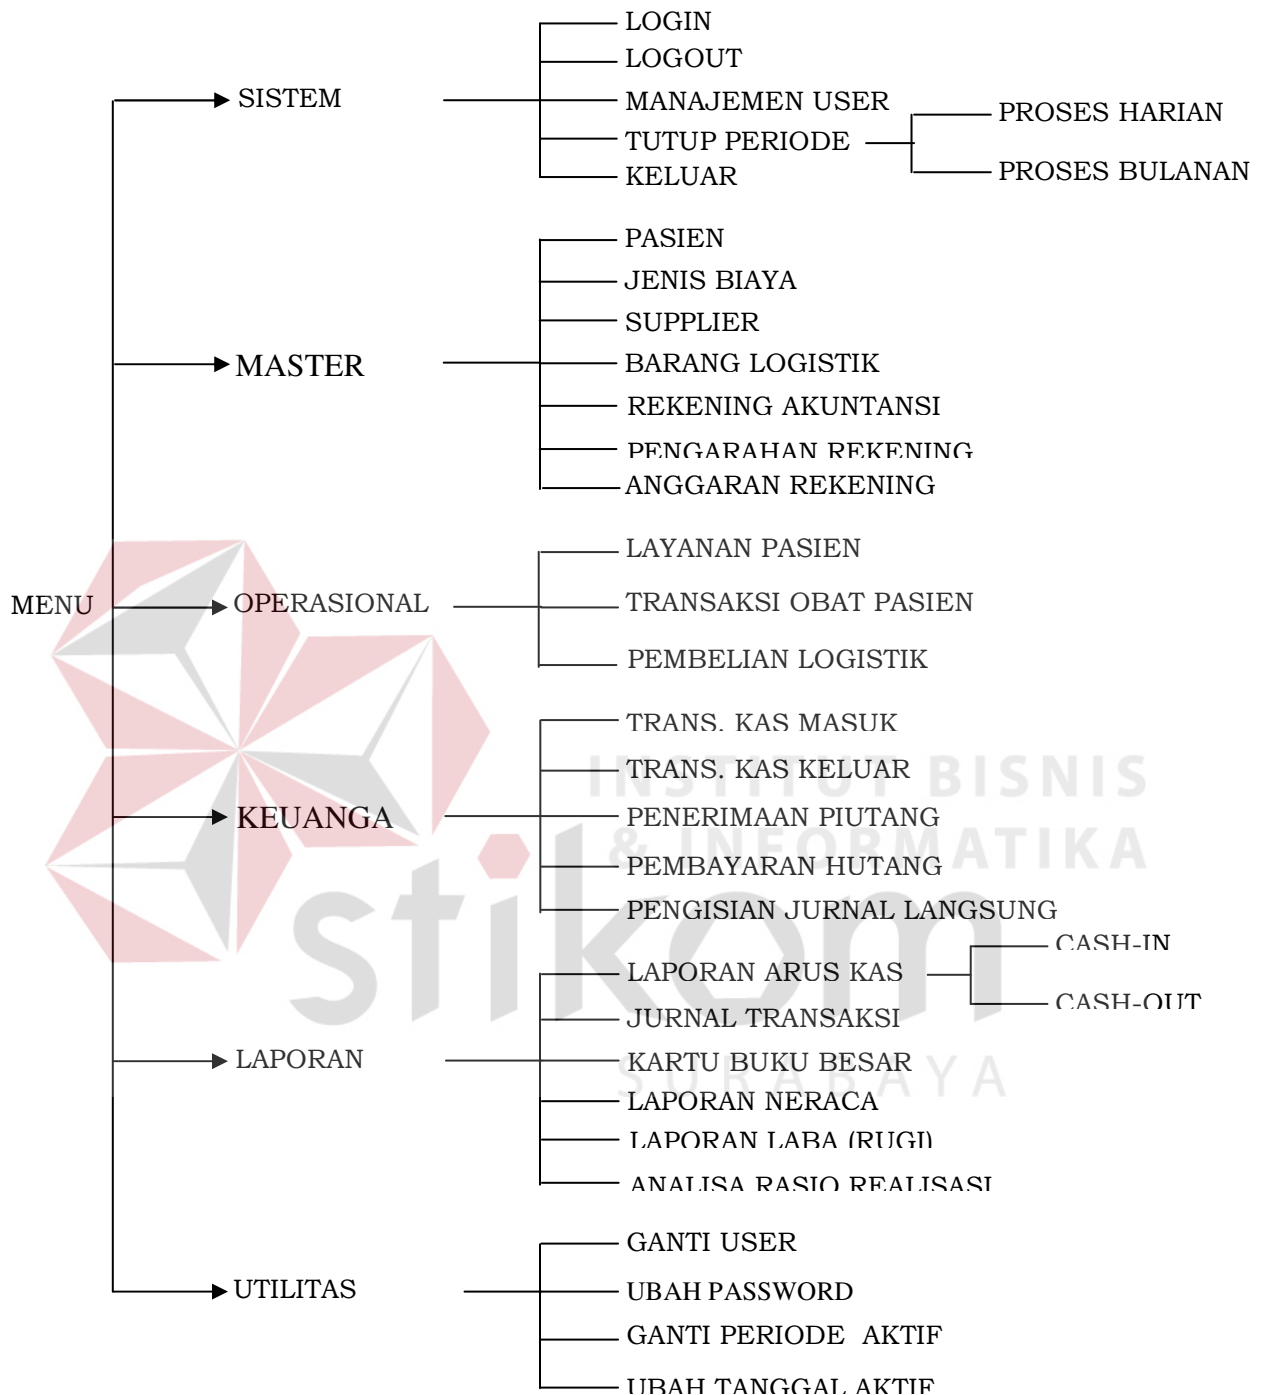 MENU
SISTEM
LOGIN
LOGOUT
MANAJEMEN USER
TUTUP PERIODE
PROSES HARIAN
PROSES BULANAN
KELUAR
MASTER
PASIEN
JENIS BIAYA
SUPPLIER
BARANG LOGISTIK
REKENING AKUNTANSI
PENGARAHAN REKENING
ANGGARAN REKENING
OPERASIONAL
LAYANAN PASIEN
TRANSAKSI OBAT PASIEN
PEMBELIAN LOGISTIK
KEUANGA
TRANS. KAS MASUK
TRANS. KAS KELUAR
PENERIMAAN PIUTANG
PEMBAYARAN HUTANG
PENGISIAN JURNAL LANGSUNG
LAPORAN
LAPORAN ARUS KAS
CASH-IN
CASH-OUT
JURNAL TRANSAKSI
KARTU BUKU BESAR
LAPORAN NERACA
LAPORAN LABA (RUGI)
ANALISA RASIO REALISASI
UTILITAS
GANTI USER
UBAH PASSWORD
GANTI PERIODE AKTIF
UBAH TANGGAL AKTIF
INSTITUT BISNIS
& INFORMATIKA
stikom
SURABAYA